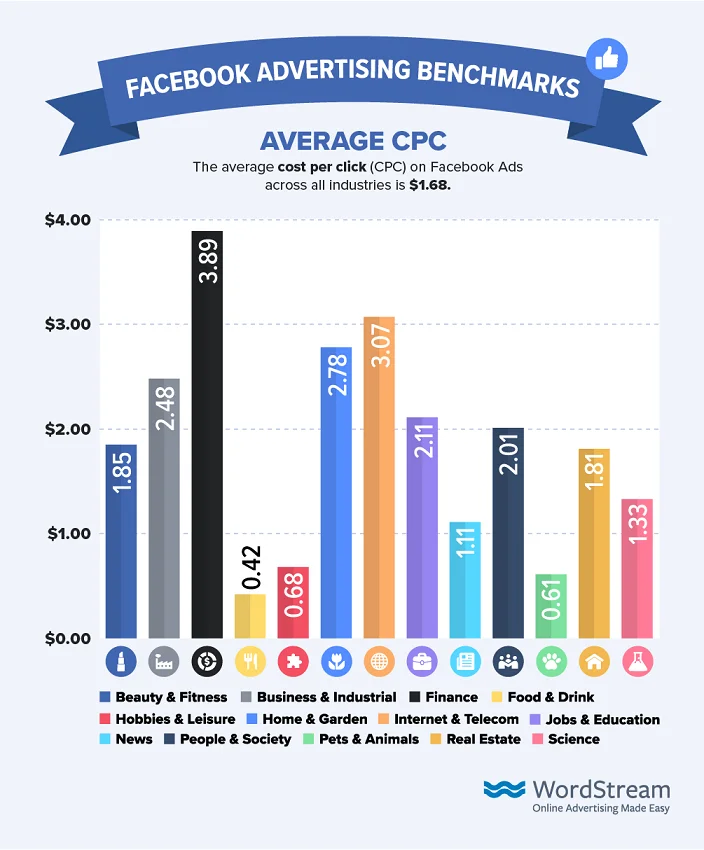 FACEBOOK ADVERTISING BENCHMARKS
AVERAGE CPC
The average cost per click (CPC) on Facebook Ads
across all industries is $1.68.
$4.00
$3.00
$2.00
$1.00
$0.00
1.85
2.48
3.89
0.42
0.68
2.78
3.07
2.11
1.11
2.01
0.61
1.81
1.33
Beauty & Fitness Business & Industrial Finance Food & Drink
Hobbies & Leisure Home & Garden Internet & Telecom Jobs & Education
News People & Society Pets & Animals Real Estate Science
WordStream
Online Advertising Made Easy